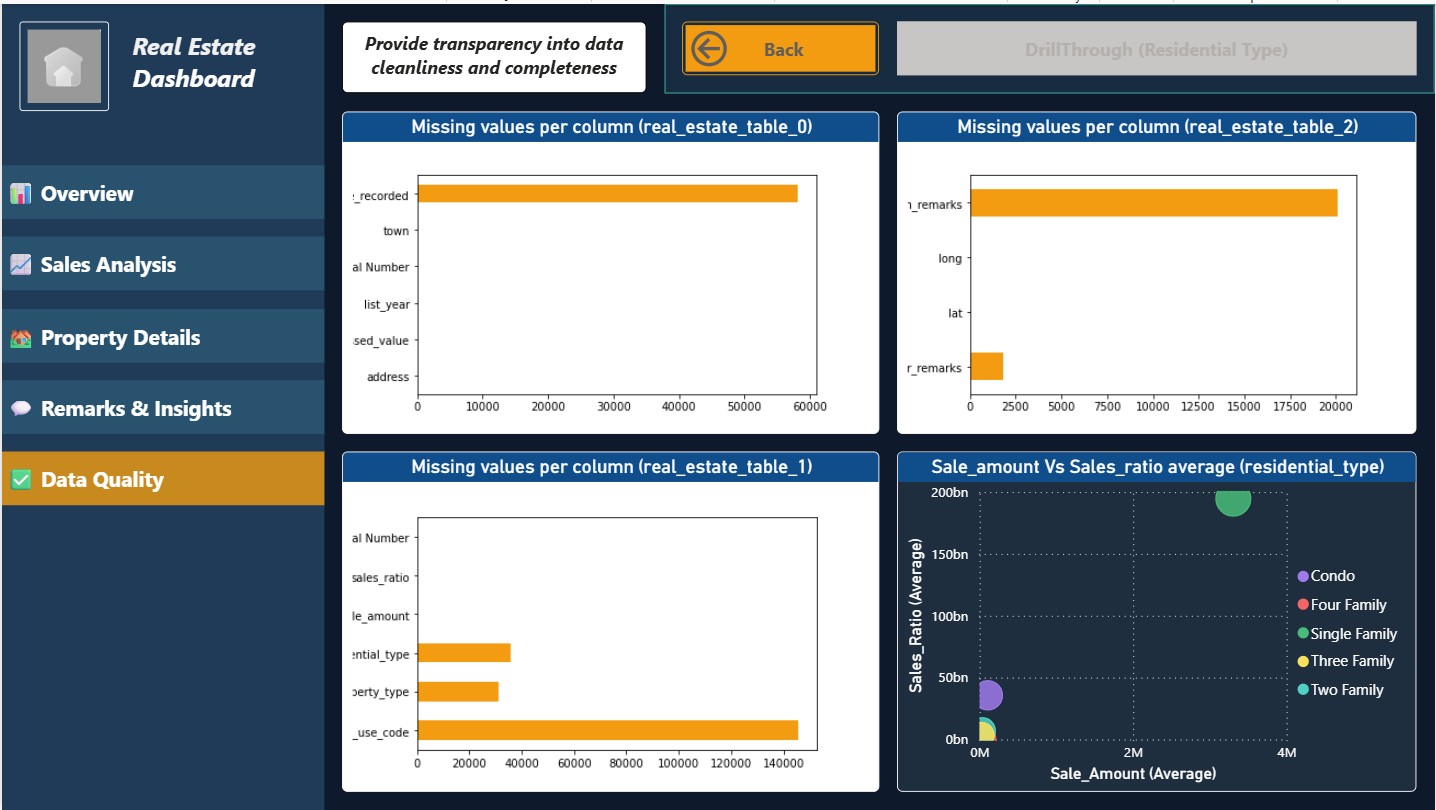 Real Estate
Dashboard
Provide transparency into data
cleanliness and completeness
Back
DrillThrough (Residential Type)
Overview
Sales Analysis
Property Details
Remarks & Insights
Data Quality
Missing values per column (real_estate_table_0)
_recorded
town
al Number
list_year
sed_value
address
0 10000 20000 30000 40000 50000 60000
Missing values per column (real_estate_table_2)
_remarks
long
lat
r_remarks
0 2500 5000 7500 10000 12500 15000 17500 20000
Missing values per column (real_estate_table_1)
al Number
sales_ratio
le_amount
ential_type
perty_type
_use_code
0 20000 40000 60000 80000 100000 120000 140000
Sale_amount Vs Sales_ratio average (residential_type)
Sales_Ratio (Average)
200bn
150bn
100bn
50bn
0bn
0M 2M 4M
Sale_Amount (Average)
Condo
Four Family
Single Family
Three Family
Two Family